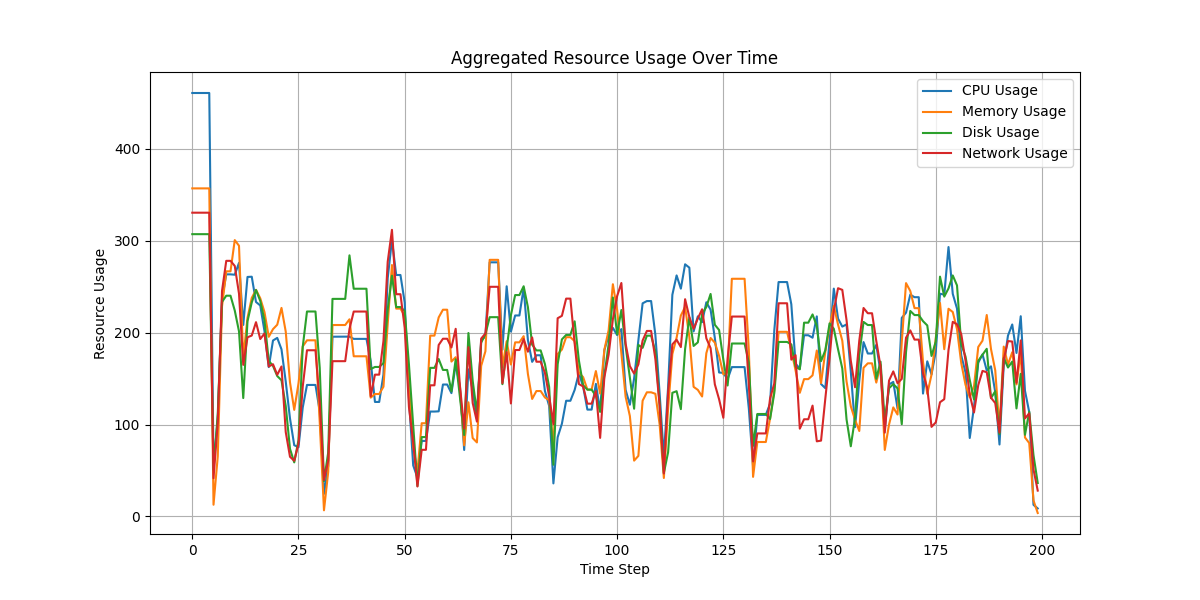 Aggregated Resource Usage Over Time
CPU Usage
Memory Usage
Disk Usage
Network Usage
Resource Usage
400
300
200
100
0
0 25 50 75 100 125 150 175 200
Time Step